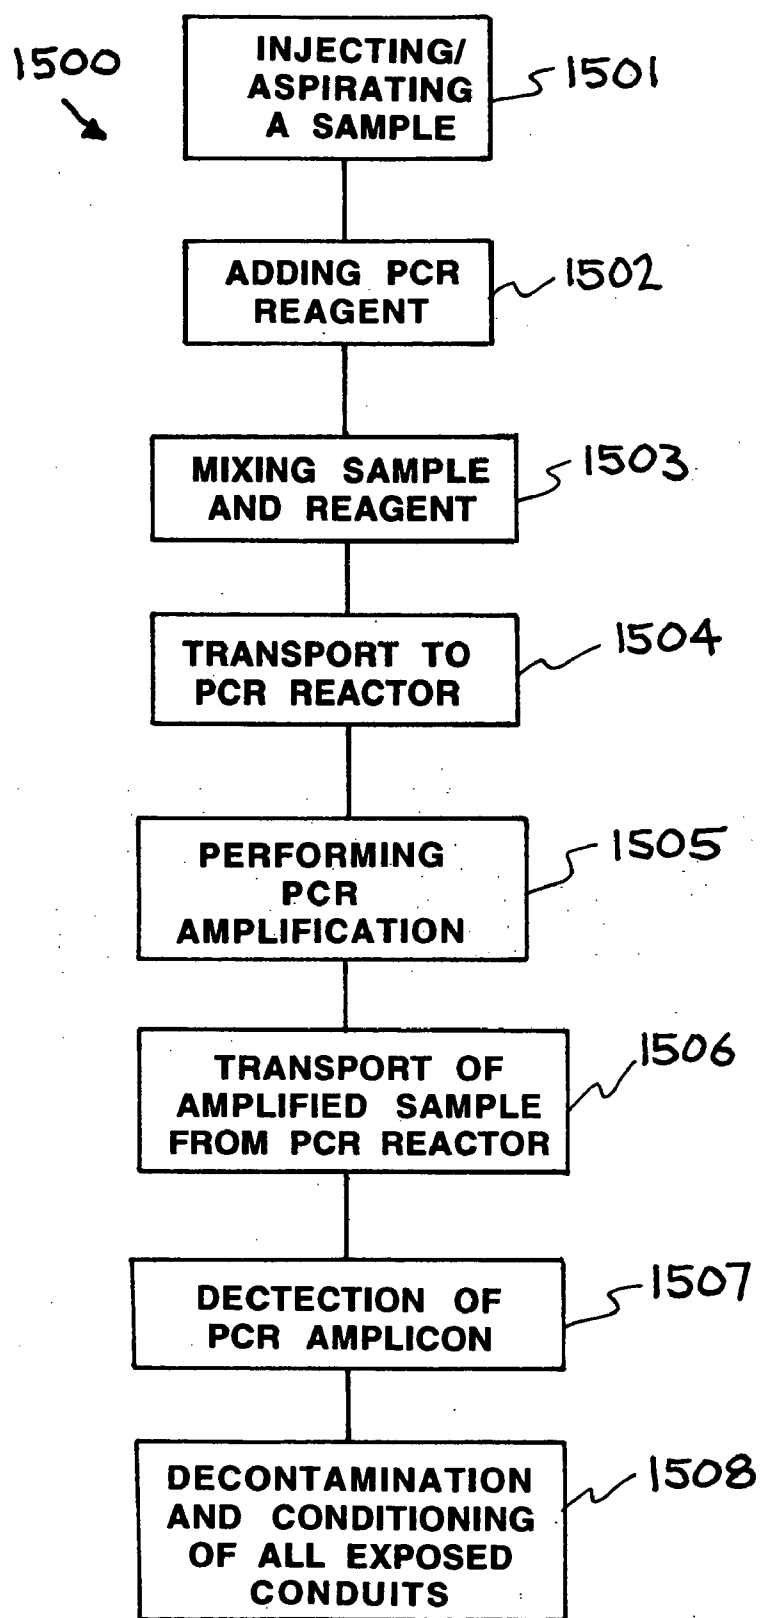 1500
INJECTING/
ASPIRATING
A SAMPLE
1501
ADDING PCR
REAGENT
1502
MIXING SAMPLE
AND REAGENT
1503
TRANSPORT TO
PCR REACTOR
1504
PERFORMING
PCR
AMPLIFICATION
1505
TRANSPORT OF
AMPLIFIED SAMPLE
FROM PCR REACTOR
1506
DECTECTION OF
PCR AMPLICON
1507
DECONTAMINATION
AND CONDITIONING
OF ALL EXPOSED
CONDUITS
1508